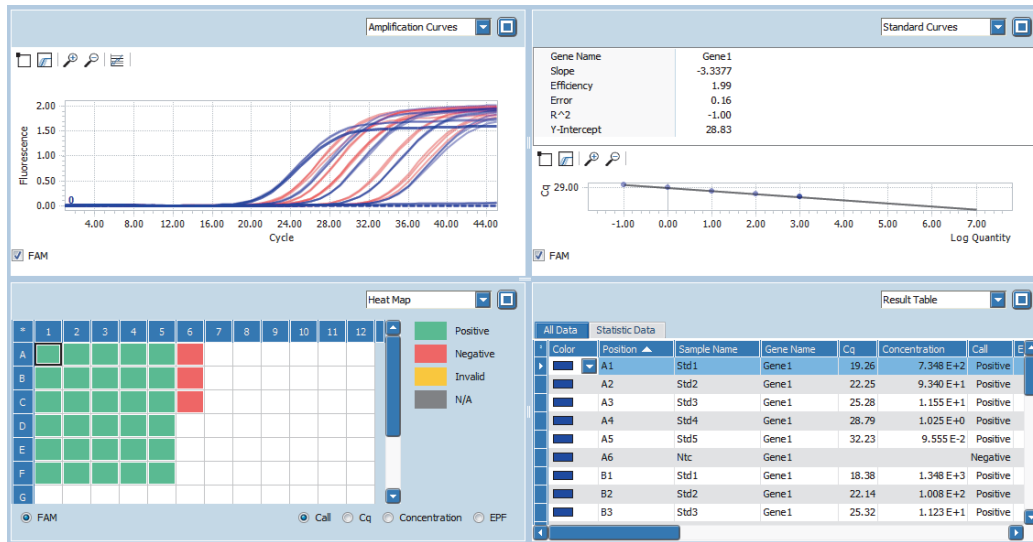 Amplification Curves
Fluorescence
2.00
1.50
1.00
0.50
0.00
0
4.00 8.00 12.00 16.00 20.00 24.00 28.00 32.00 36.00 40.00 44.00
Cycle
FAM
Standard Curves
Gene Name Gene1
Slope -3.3377
Efficiency 1.99
Error 0.16
R^2 -1.00
Y-Intercept 28.83
Cq
29.00
-1.00 0.00 1.00 2.00 3.00 4.00 5.00 6.00 7.00
Log Quantity
FAM
Heat Map
* 1 2 3 4 5 6 7 8 9 10 11 12
A
B
C
D
E
F
G
Positive
Negative
Invalid
N/A
FAM Call Cq Concentration EPF
Result Table
All Data Statistic Data
* Color Position Sample Name Gene Name Cq Concentration Call E
A1 Std1 Gene1 19.26 7.348 E+2 Positive
A2 Std2 Gene1 22.25 9.340 E+1 Positive
A3 Std3 Gene1 25.28 1.155 E+1 Positive
A4 Std4 Gene1 28.79 1.025 E+0 Positive
A5 Std5 Gene1 32.23 9.555 E-2 Positive
A6 Ntc Gene1 Negative
B1 Std1 Gene1 18.38 1.348 E+3 Positive
B2 Std2 Gene1 22.14 1.008 E+2 Positive
B3 Std3 Gene1 25.32 1.123 E+1 Positive